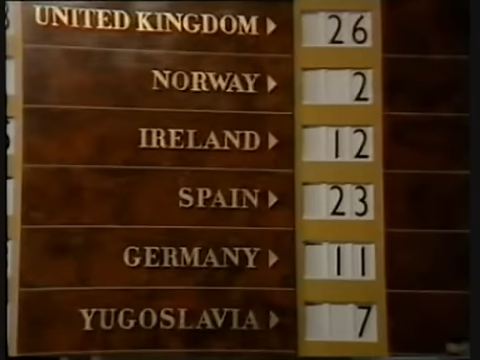 UNITED KINGDOM 26
NORWAY 2
IRELAND 12
SPAIN 23
GERMANY 11
YUGOSLAVIA 7